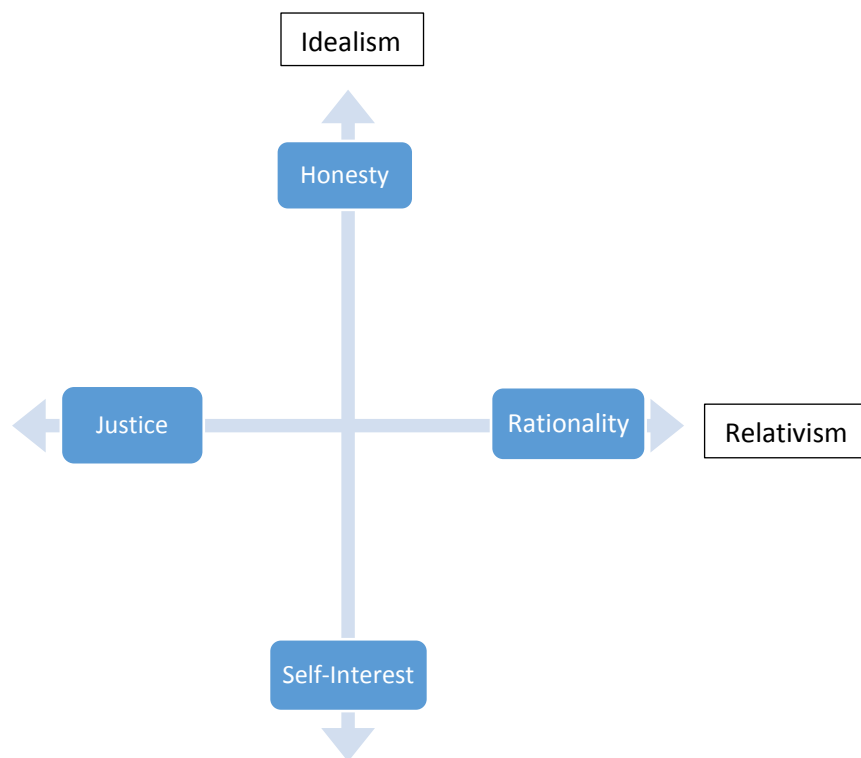 Idealism
Honesty
Justice
Rationality
Relativism
Self-Interest